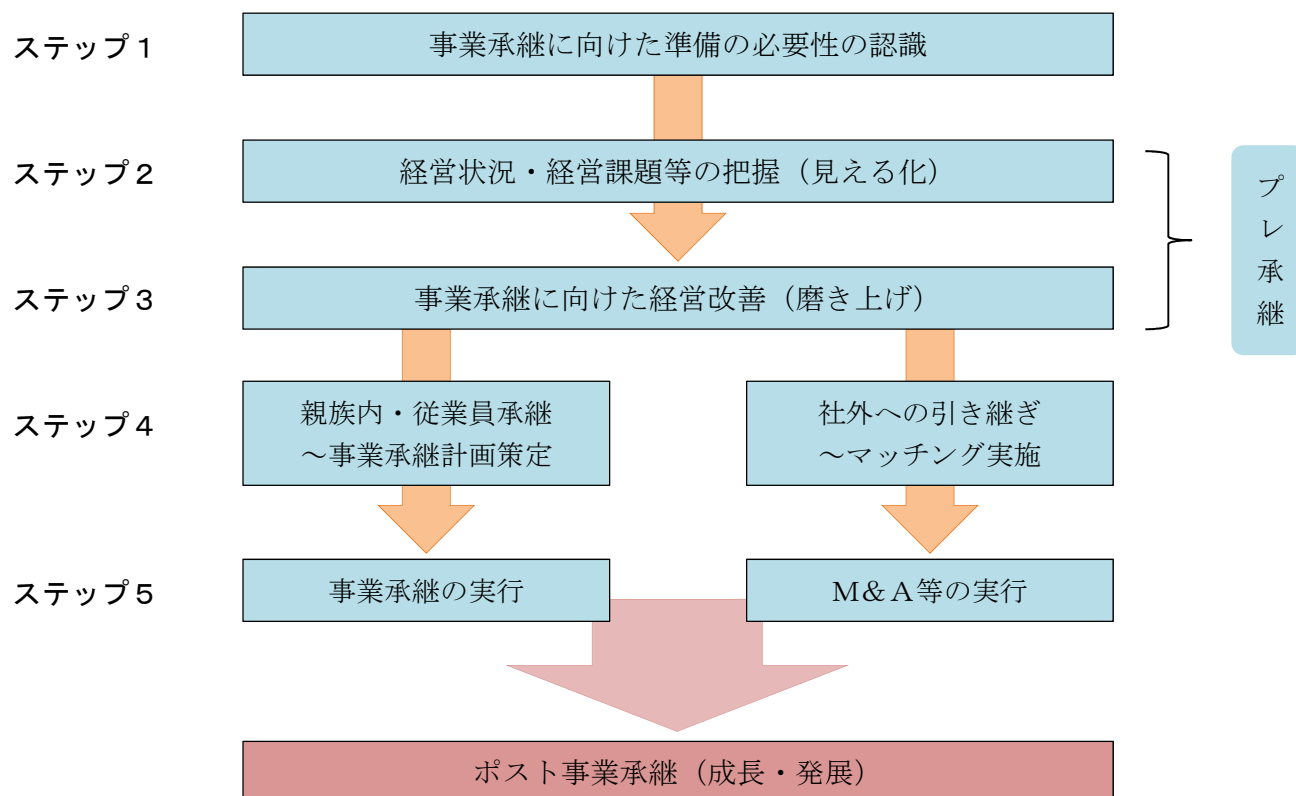 ステップ１
事業承継に向けた準備の必要性の認識
ステップ２
経営状況・経営課題等の把握（見える化）
プレ承継
ステップ３
事業承継に向けた経営改善（磨き上げ）
ステップ４
親族内・従業員承継
～事業承継計画策定
社外への引き継ぎ
～マッチング実施
ステップ５
事業承継の実行
Ｍ＆Ａ等の実行
ポスト事業承継（成長・発展）